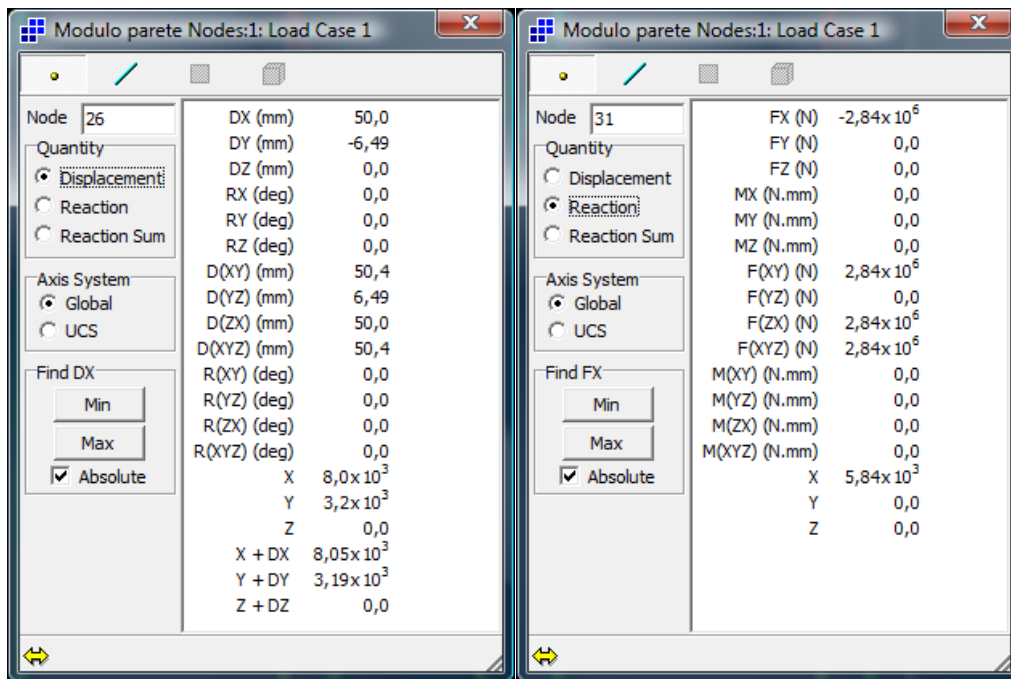 Modulo parete Nodes:1: Load Case 1
Node 26
Quantity
Displacement
Reaction
Reaction Sum
Axis System
Global
UCS
Find DX
Min
Max
Absolute
DX (mm) 50,0
DY (mm) -6,49
DZ (mm) 0,0
RX (deg) 0,0
RY (deg) 0,0
RZ (deg) 0,0
D(XY) (mm) 50,4
D(YZ) (mm) 6,49
D(ZX) (mm) 50,0
D(XYZ) (mm) 50,4
R(XY) (deg) 0,0
R(YZ) (deg) 0,0
R(ZX) (deg) 0,0
R(XYZ) (deg) 0,0
X 8,0x10³
Y 3,2x10³
Z 0,0
X + DX 8,05x10³
Y + DY 3,19x10³
Z + DZ 0,0
Modulo parete Nodes:1: Load Case 1
Node 31
Quantity
Displacement
Reaction
Reaction Sum
Axis System
Global
UCS
Find FX
Min
Max
Absolute
FX (N) -2,84x10⁶
FY (N) 0,0
FZ (N) 0,0
MX (N.mm) 0,0
MY (N.mm) 0,0
MZ (N.mm) 0,0
F(XY) (N) 2,84x10⁶
F(YZ) (N) 0,0
F(ZX) (N) 2,84x10⁶
F(XYZ) (N) 2,84x10⁶
M(XY) (N.mm) 0,0
M(YZ) (N.mm) 0,0
M(ZX) (N.mm) 0,0
M(XYZ) (N.mm) 0,0
X 5,84x10³
Y 0,0
Z 0,0